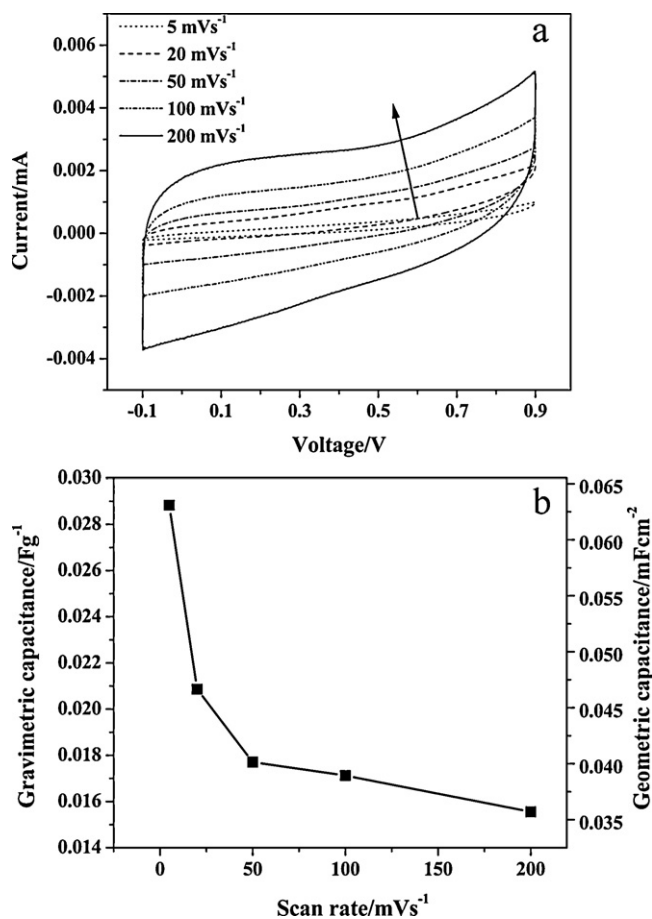 a
5 mVs⁻¹
20 mVs⁻¹
50 mVs⁻¹
100 mVs⁻¹
200 mVs⁻¹
0.006
0.004
0.002
0.000
-0.002
-0.004
Current/mA
-0.1 0.1 0.3 0.5 0.7 0.9
Voltage/V
b
0.030
0.028
0.026
0.024
0.022
0.020
0.018
0.016
0.014
Gravimetric capacitance/Fg⁻¹
0.065
0.060
0.055
0.050
0.045
0.040
0.035
Geometric capacitance/mFcm⁻²
0 50 100 150 200
Scan rate/mVs⁻¹